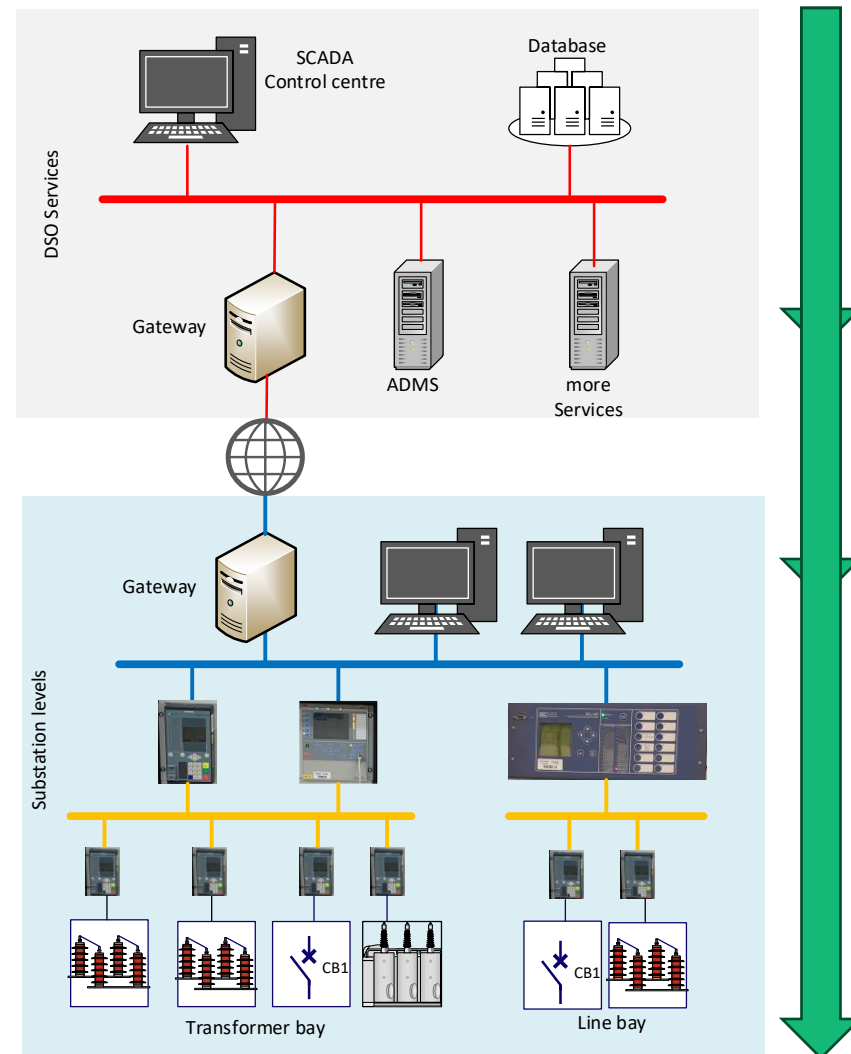 SCADA
Control centre
Database
DSO Services
Gateway
ADMS
more
Services
Gateway
Substation levels
CB1
CB1
Transformer bay
Line bay